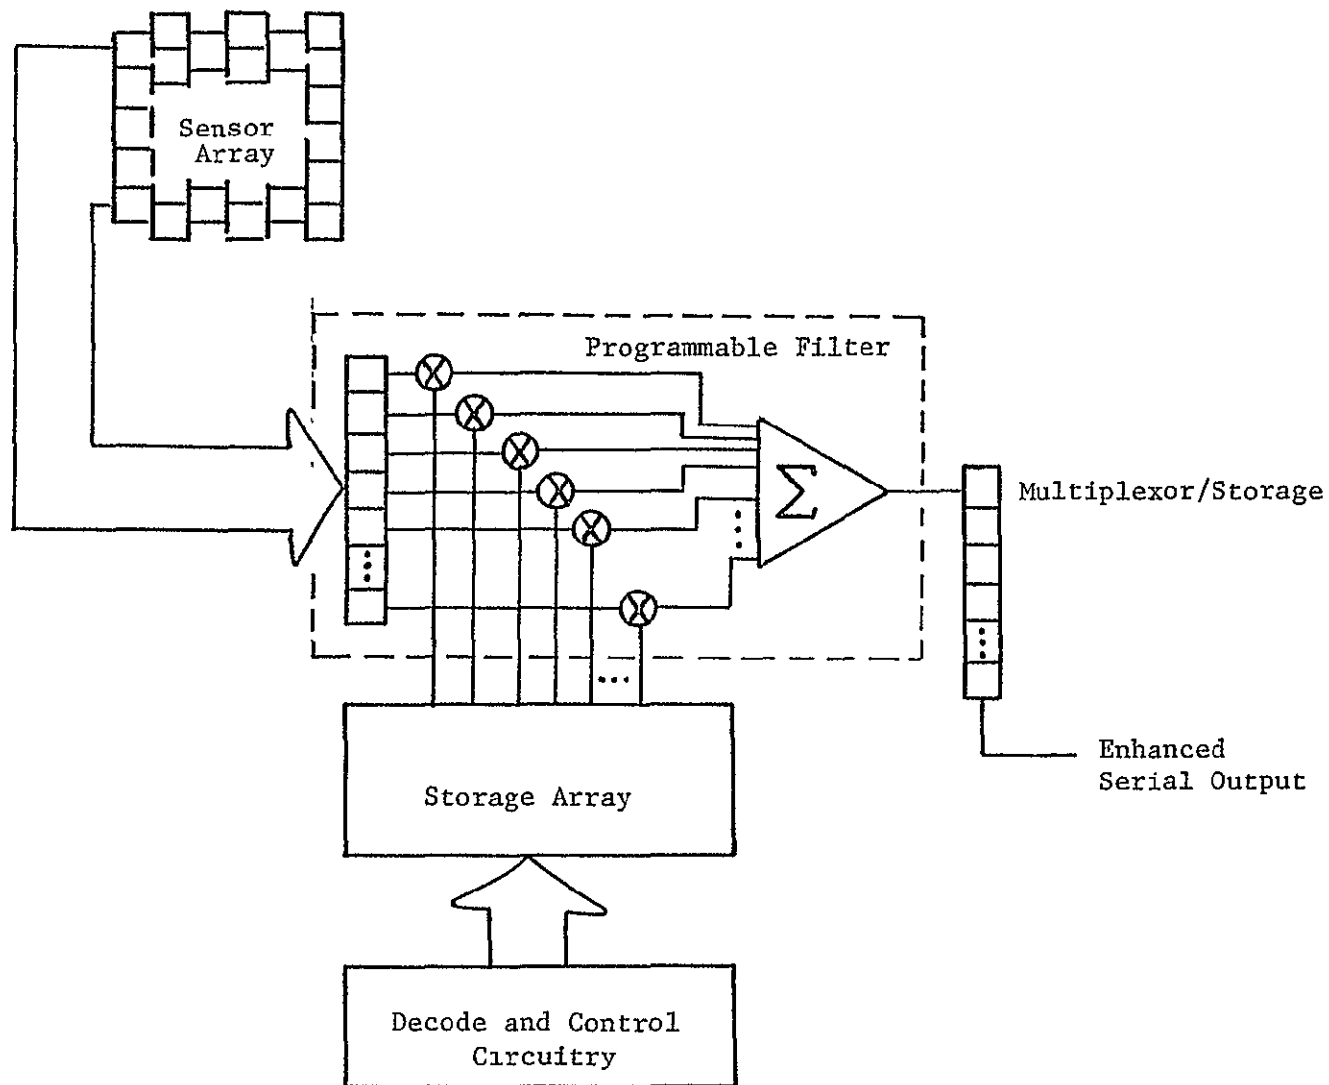 Sensor
Array
Programmable Filter
Σ
Multiplexor/Storage
Enhanced
Serial Output
Storage Array
Decode and Control
Circuitry